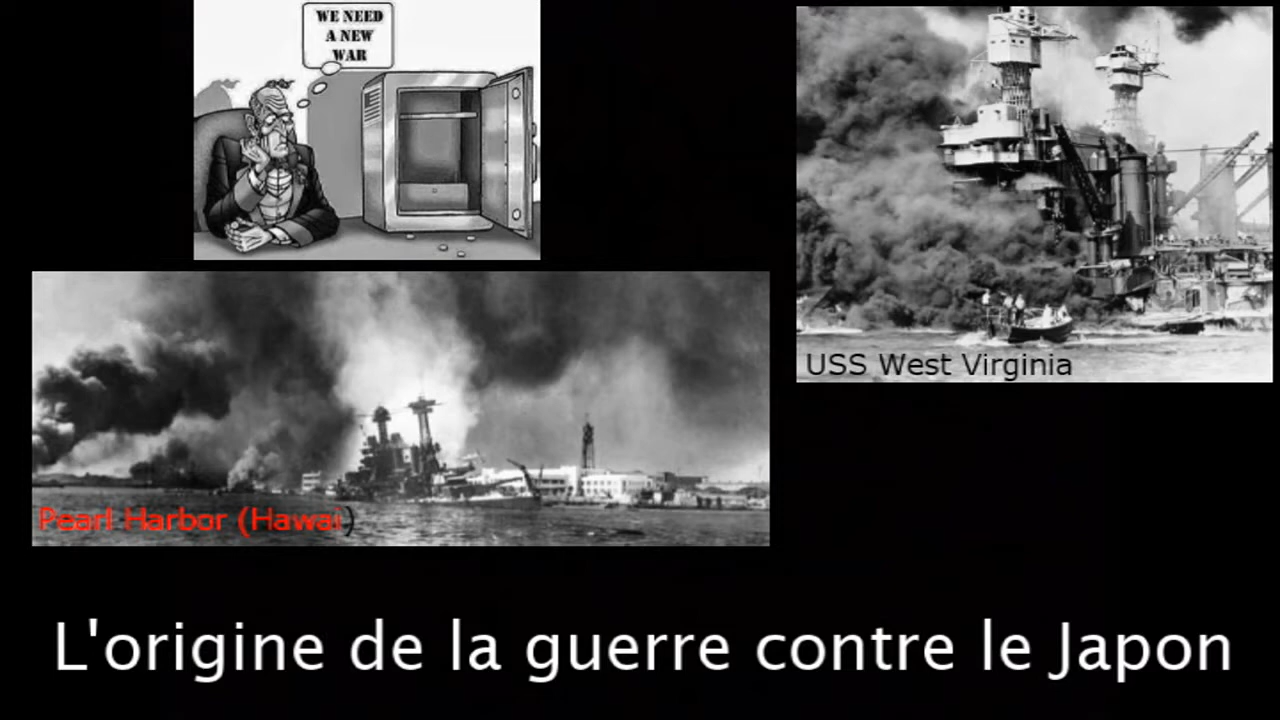 WE NEED
A NEW
WAR
USS West Virginia
Pearl Harbor (Hawai)
L'origine de la guerre contre le Japon